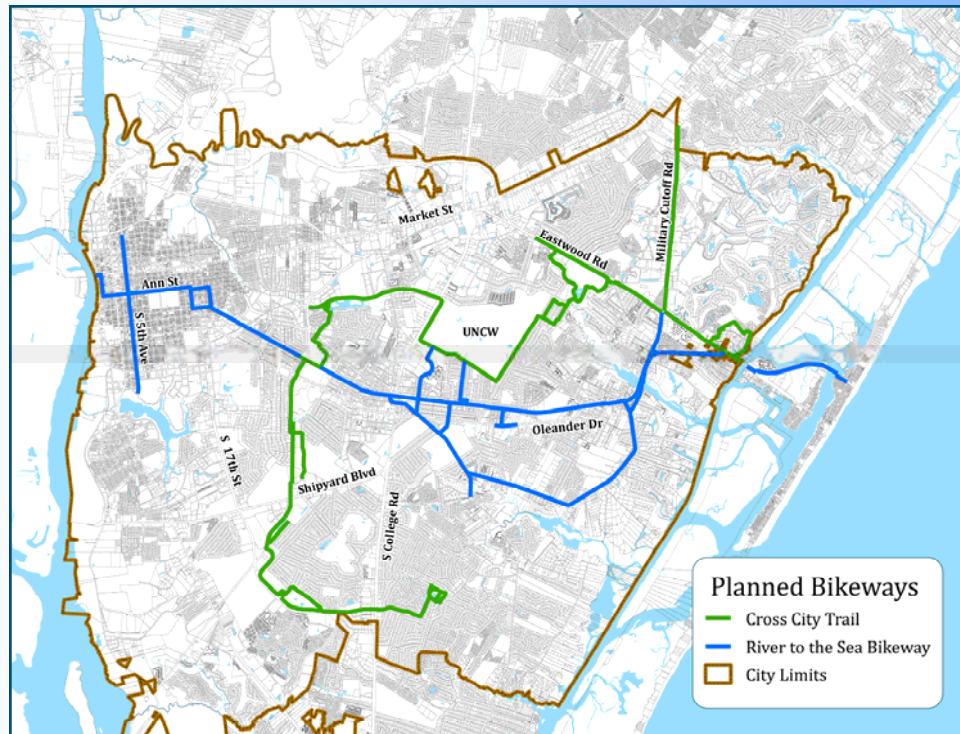 Market St
Eastwood Rd
Military Cutoff Rd
Ann St
UNCW
S 5th Ave
Oleander Dr
S 17th St
Shipyard Blvd
S College Rd
Planned Bikeways
Cross City Trail
River to the Sea Bikeway
City Limits